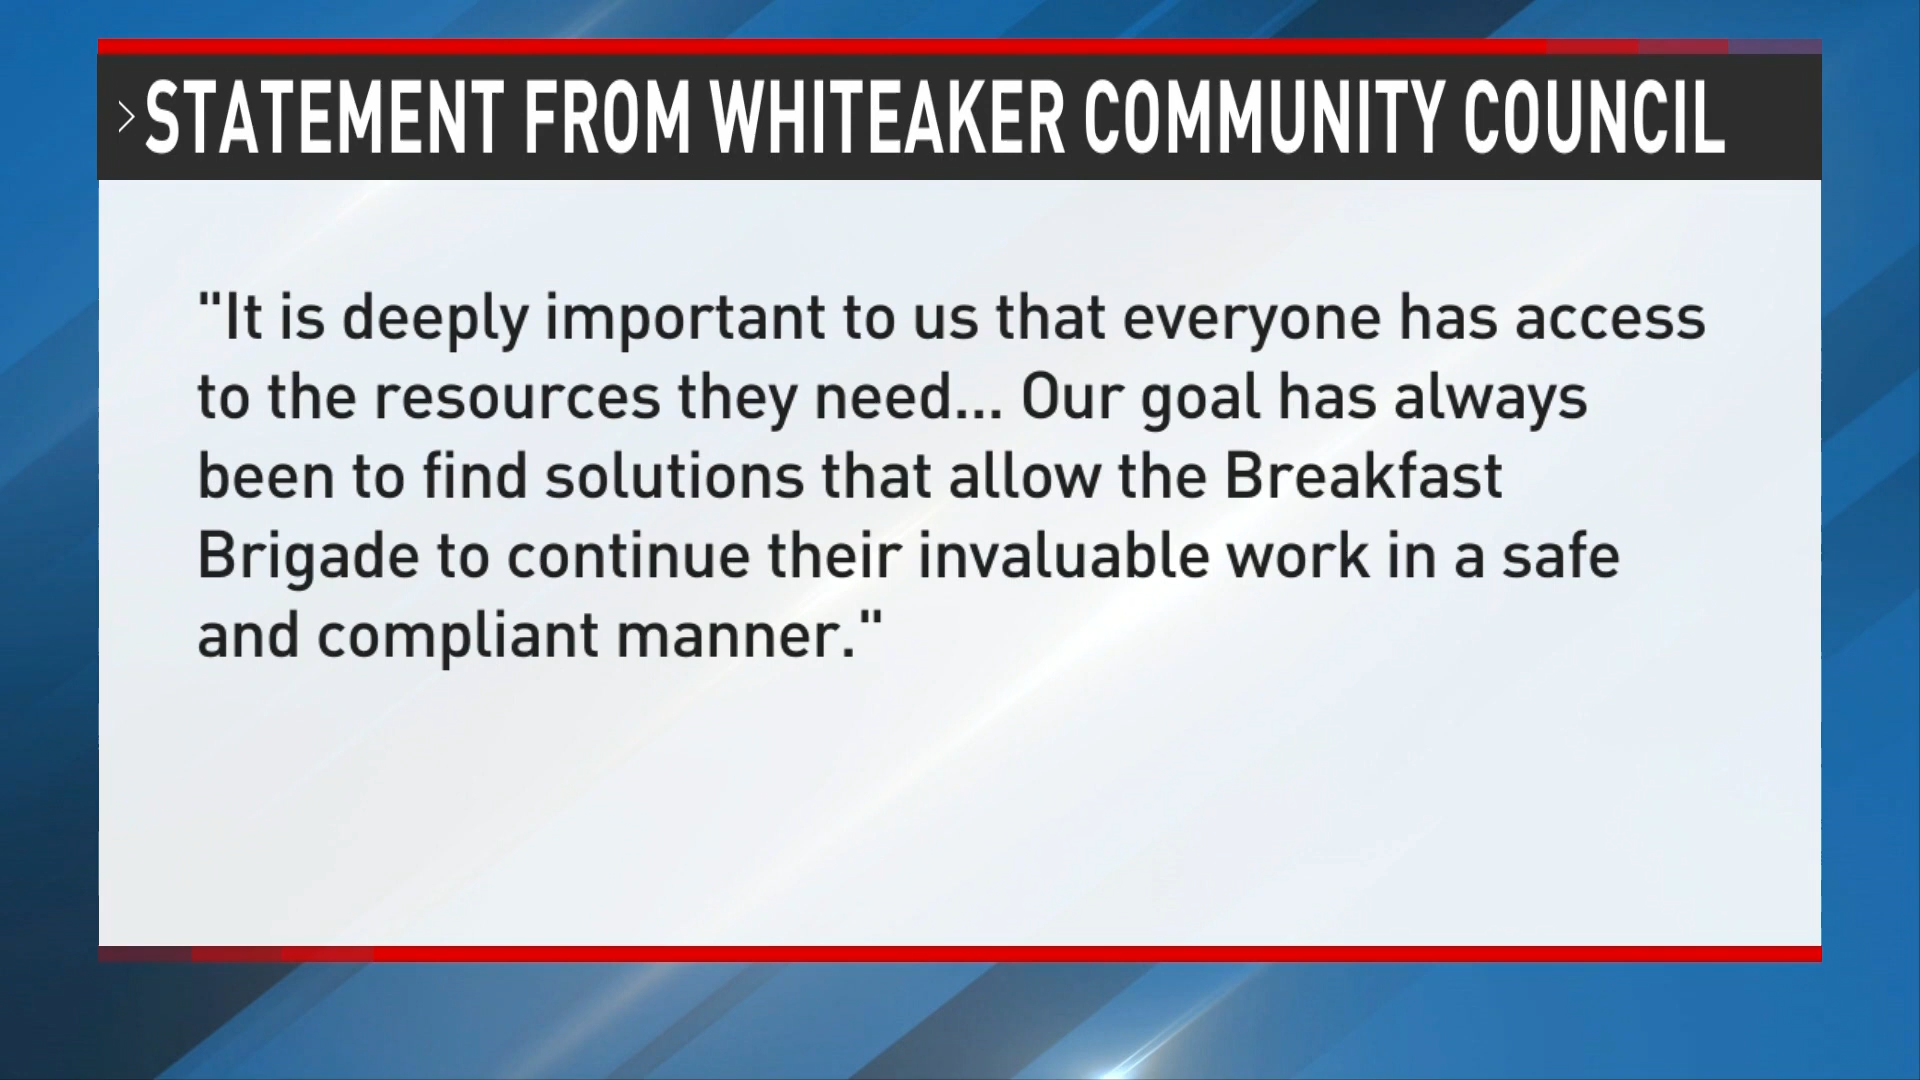 > STATEMENT FROM WHITEAKER COMMUNITY COUNCIL
"It is deeply important to us that everyone has access
to the resources they need... Our goal has always
been to find solutions that allow the Breakfast
Brigade to continue their invaluable work in a safe
and compliant manner."